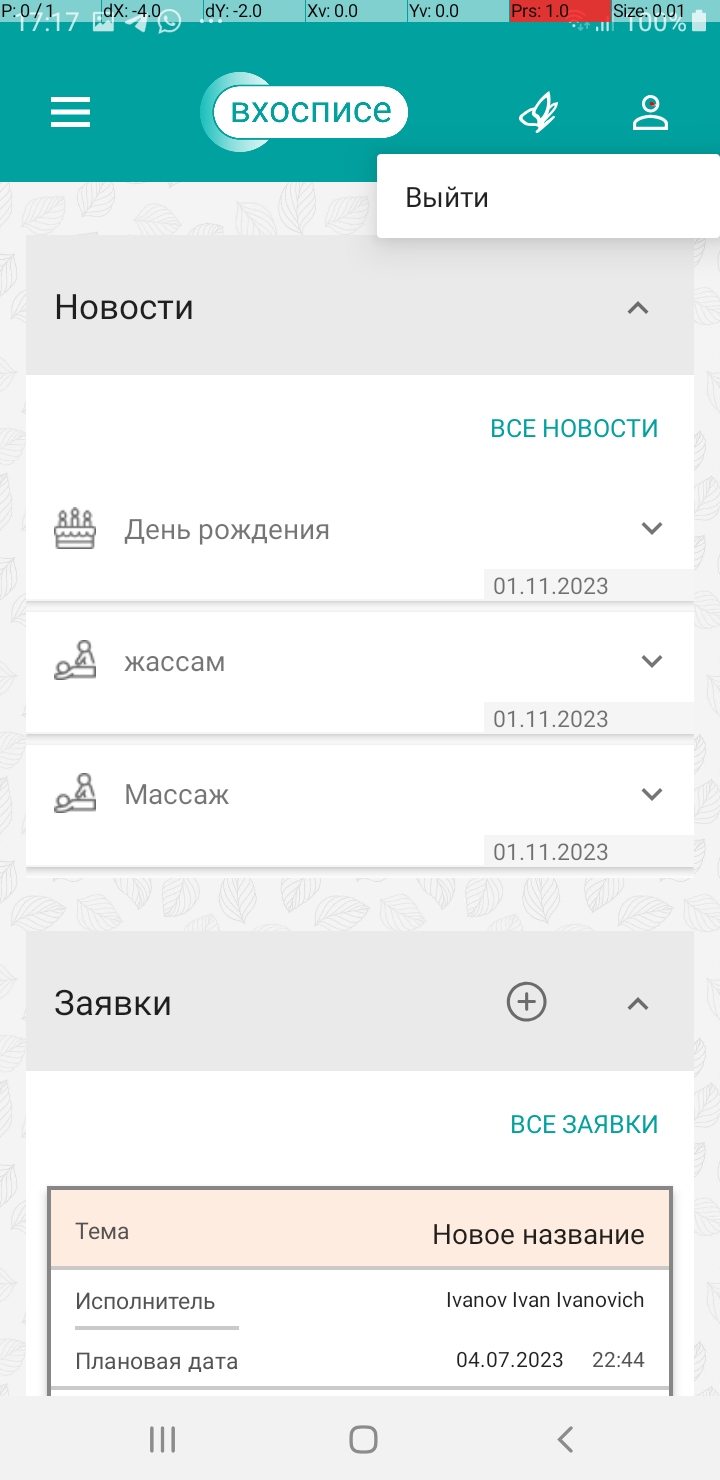 P: 0 / 1 dX: -4.0 dY: -2.0 Xv: 0.0 Yv: 0.0 Prs: 1.0 Size: 0.01
17:17 100%
вхосписе
Выйти
Новости
ВСЕ НОВОСТИ
День рождения
01.11.2023
жассам
01.11.2023
Массаж
01.11.2023
Заявки
ВСЕ ЗАЯВКИ
Тема Новое название
Исполнитель Ivanov Ivan Ivanovich
Плановая дата 04.07.2023 22:44